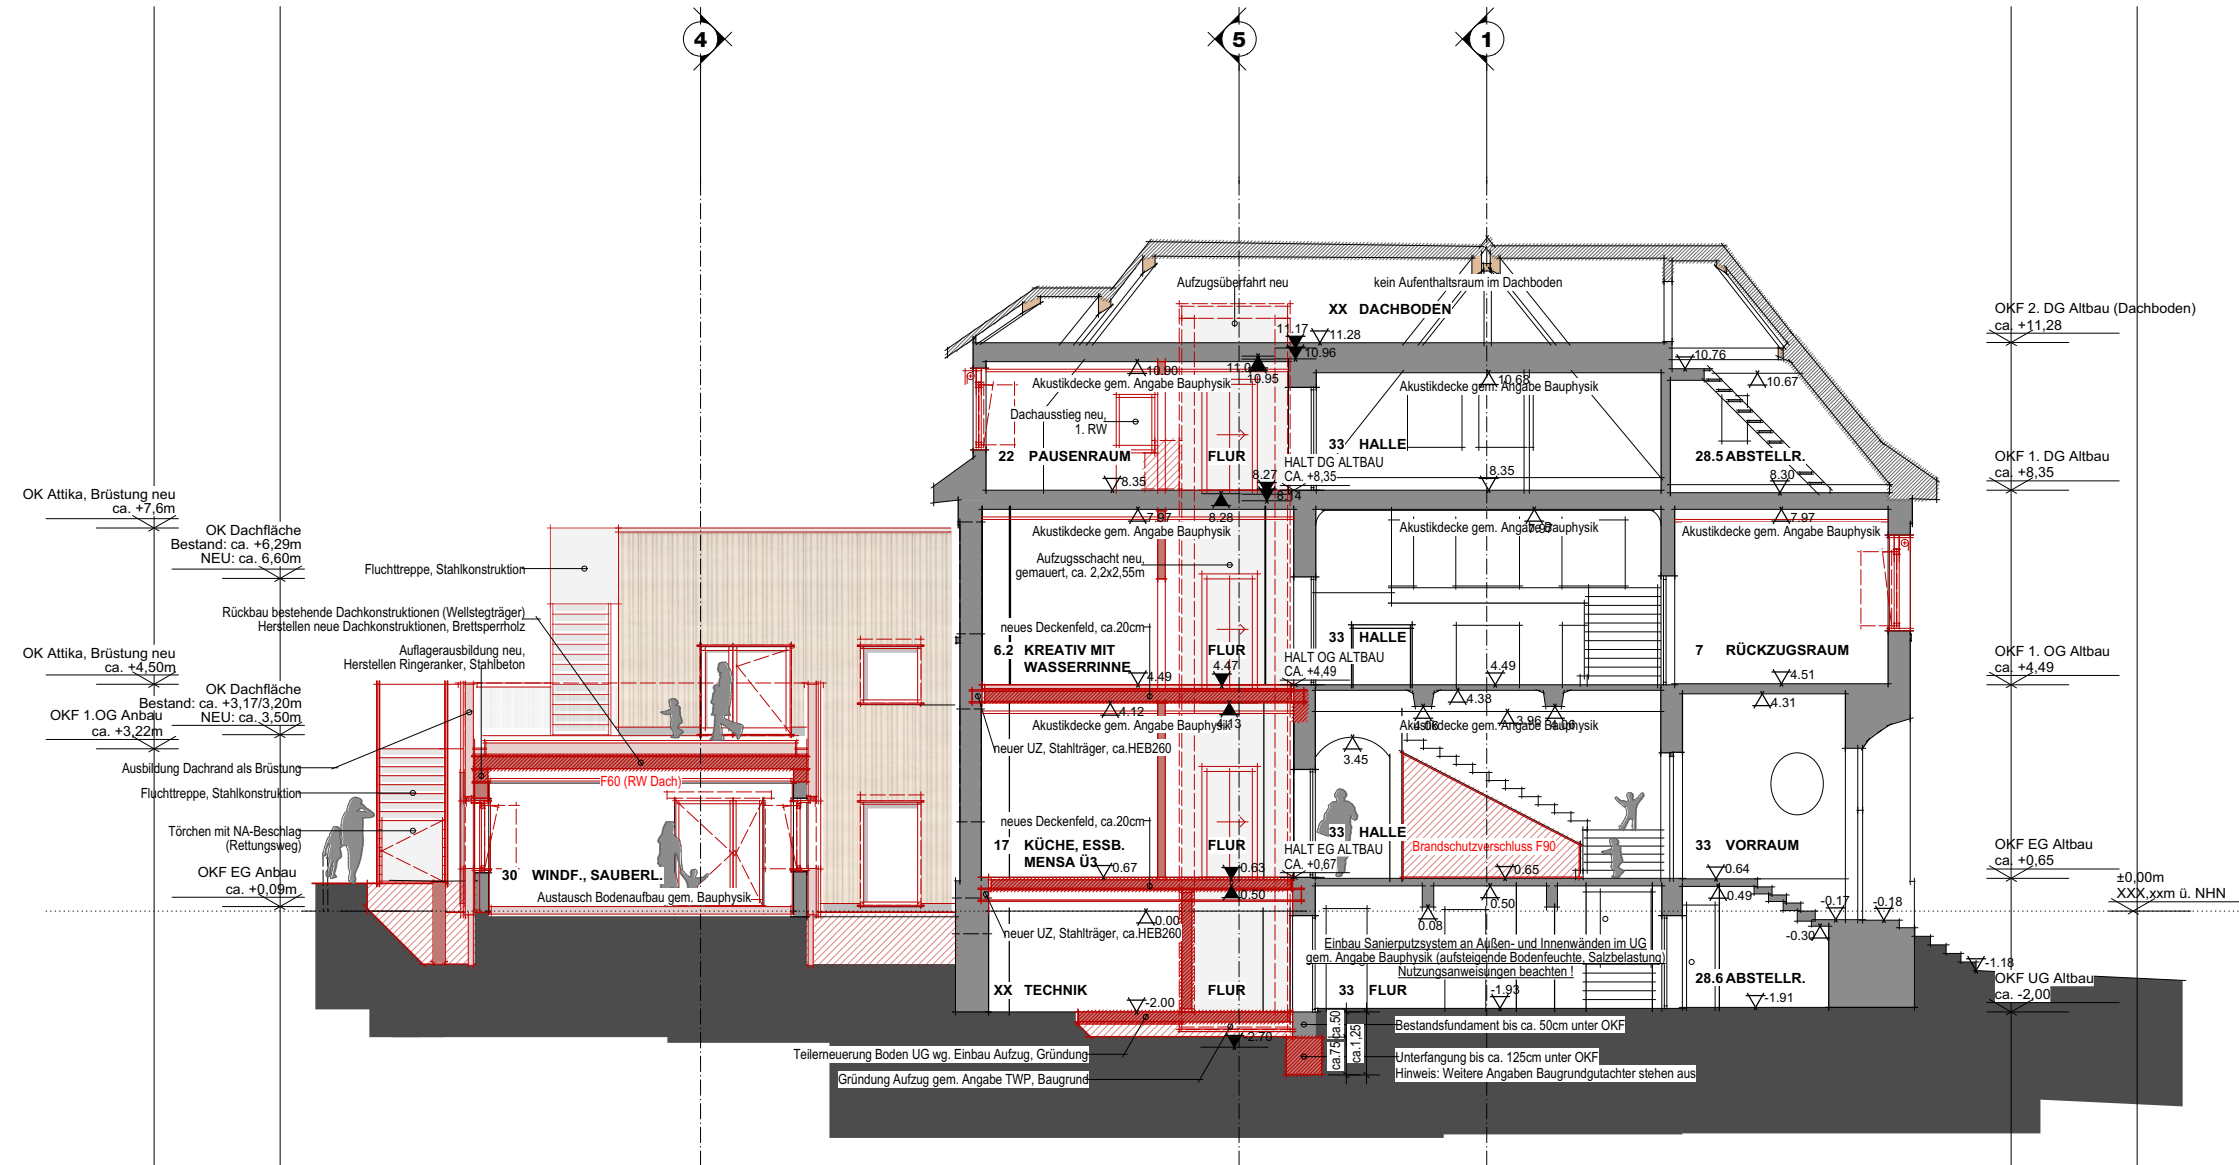 4
5
1
Aufzugsüberfahrt neu
kein Aufenthaltsraum im Dachboden
XX DACHBODEN
11.17
11.28
10.96
10.90
10.95
10.68
10.76
10.67
OKF 2. DG Altbau (Dachboden)
ca. +11,28
Akustikdecke gem. Angabe Bauphysik
Akustikdecke gem. Angabe Bauphysik
Dachausstieg neu,
1. RW
22 PAUSENRAUM
FLUR
33 HALLE
28.5 ABSTELLR.
HALT DG ALTBAU
CA. +8,35
8.35
8.27
8.14
8.28
8.35
8.30
OKF 1. DG Altbau
ca. +8,35
OK Attika, Brüstung neu
ca. +7,6m
OK Dachfläche
Bestand: ca. +6,29m
NEU: ca. 6,60m
7.97
7.97
Akustikdecke gem. Angabe Bauphysik
Akustikdecke gem. Angabe Bauphysik
Akustikdecke gem. Angabe Bauphysik
Aufzugsschacht neu,
gemauert, ca. 2,2x2,55m
Fluchttreppe, Stahlkonstruktion
Rückbau bestehende Dachkonstruktionen (Wellstegträger)
Herstellen neue Dachkonstruktionen, Brettsperrholz
Auflagerausbildung neu,
Herstellen Ringeranker, Stahlbeton
neues Deckenfeld, ca.20cm
6.2 KREATIV MIT
WASSERRINNE
FLUR
33 HALLE
7 RÜCKZUGSRAUM
HALT OG ALTBAU
CA. +4,49
4.49
4.47
4.49
4.51
OKF 1. OG Altbau
ca. +4,49
OK Attika, Brüstung neu
ca. +4,50m
OK Dachfläche
Bestand: ca. +3,17/3,20m
NEU: ca. 3,50m
OKF 1.OG Anbau
ca. +3,22m
4.12
4.13
4.38
4.06
3.96
4.06
4.31
Akustikdecke gem. Angabe Bauphysik
Akustikdecke gem. Angabe Bauphysik
neuer UZ, Stahlträger, ca.HEB260
3.45
Ausbildung Dachrand als Brüstung
F60 (RW Dach)
Fluchttreppe, Stahlkonstruktion
Törchen mit NA-Beschlag
(Rettungsweg)
neues Deckenfeld, ca.20cm
17 KÜCHE, ESSB.
MENSA Ü3
FLUR
33 HALLE
HALT EG ALTBAU
CA. +0,67
Brandschutzverschluss F90
33 VORRAUM
OKF EG Altbau
ca. +0,65
OKF EG Anbau
ca. +0,09m
30 WINDF., SAUBERL.
Austausch Bodenaufbau gem. Bauphysik
0.67
0.63
0.50
0.65
0.50
0.64
0.49
-0.17
-0.18
-0.30
±0,00m
XXX,xxm ü. NHN
0.00
0.08
neuer UZ, Stahlträger, ca.HEB260
Einbau Sanierputzsystem an Außen- und Innenwänden im UG
gem. Angabe Bauphysik (aufsteigende Bodenfeuchte, Salzbelastung)
Nutzungsanweisungen beachten !
-1.18
XX TECHNIK
FLUR
33 FLUR
28.6 ABSTELLR.
-2.00
-1.93
-1.91
OKF UG Altbau
ca. -2,00
-2.70
ca.50
ca.75
ca.1,25
Bestandsfundament bis ca. 50cm unter OKF
Teilerneuerung Boden UG wg. Einbau Aufzug, Gründung
Unterfangung bis ca. 125cm unter OKF
Hinweis: Weitere Angaben Baugrundgutachter stehen aus
Gründung Aufzug gem. Angabe TWP, Baugrund